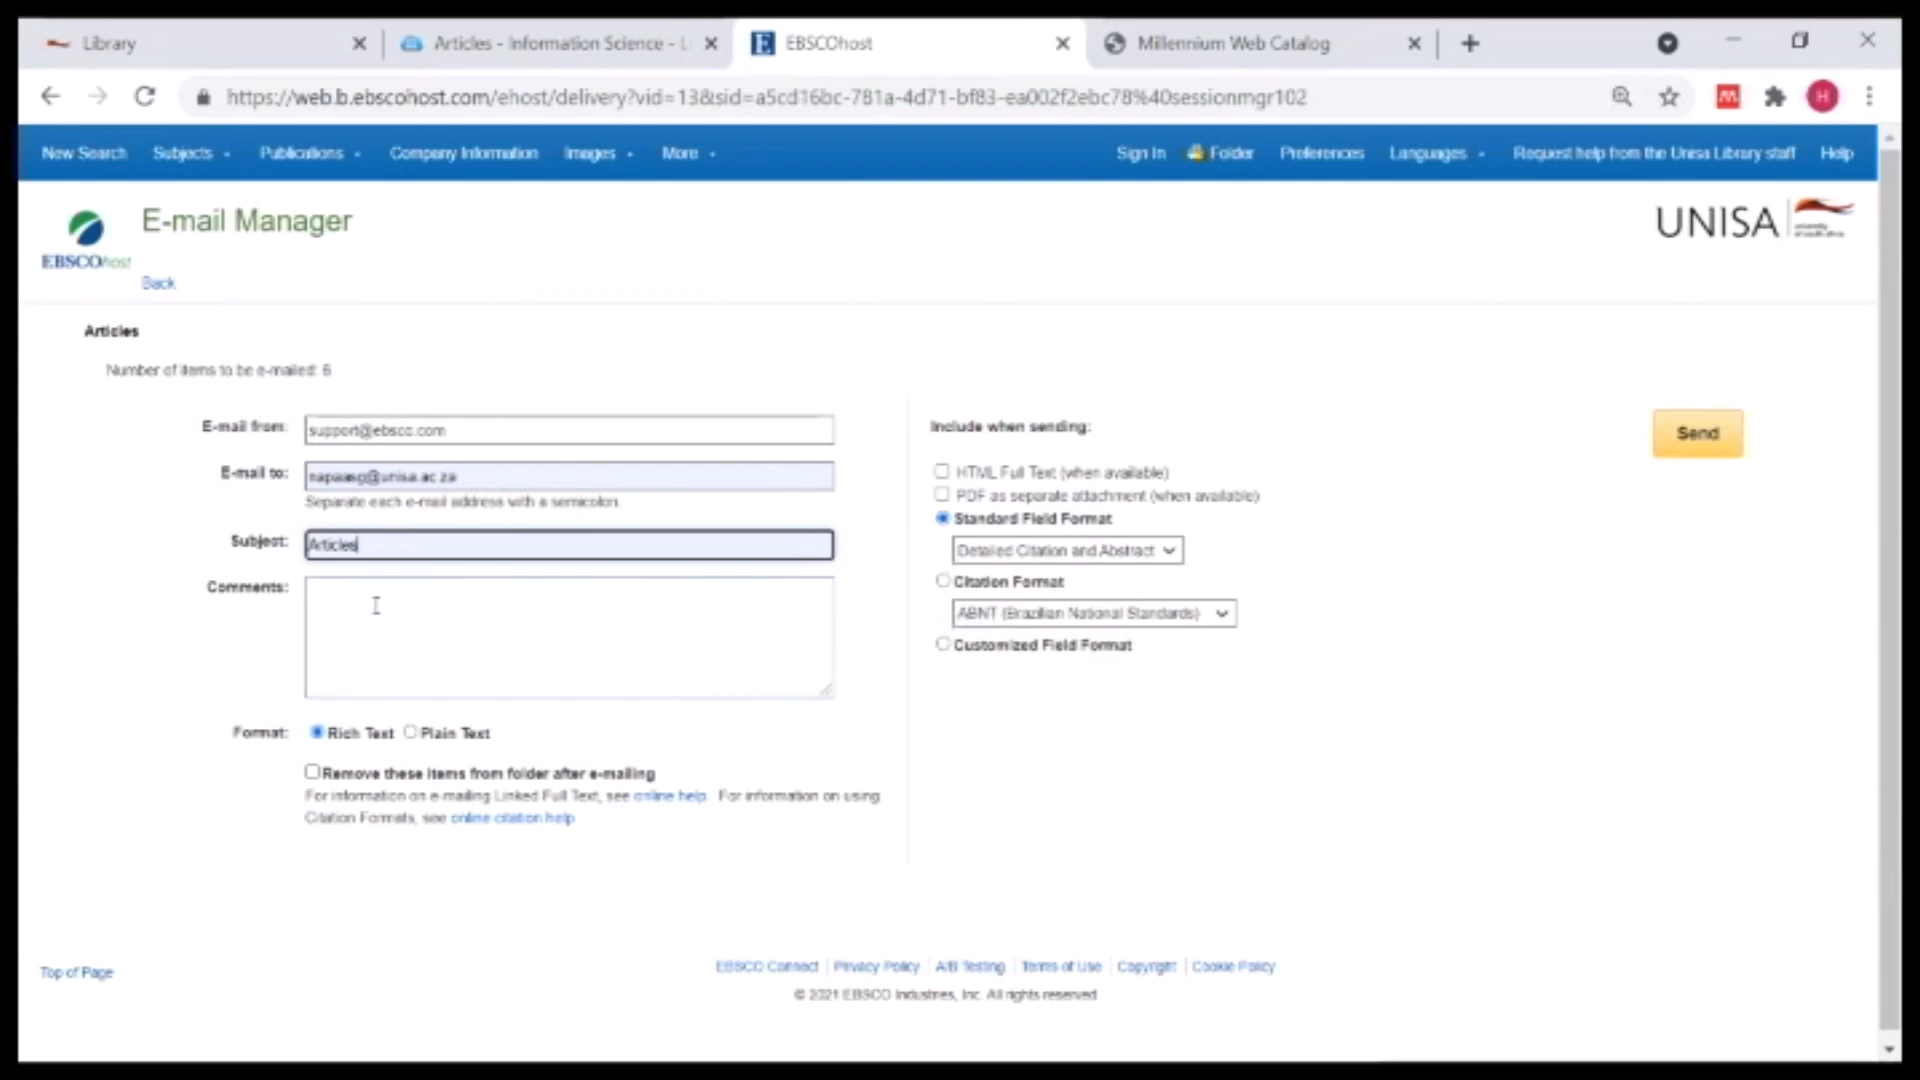 Library
Articles - Information Science - L
EBSCOhost
Millennium Web Catalog
https://web.b.ebscohost.com/ehost/delivery?vid=13&sid=a5cd16bc-781a-4d71-bf83-ea002f2ebc78%40sessionmgr102
H
New Search Subjects Publications Company Information Images More Sign In Folder Preferences Languages Request help from the Unisa Library staff Help
E-mail Manager
UNISA
EBSCOhost
Back
Articles
Number of items to be e-mailed: 6
E-mail from: support@ebsco.com
E-mail to: napaasg@unisa.ac.za
Separate each e-mail address with a semicolon.
Subject: Articles
Comments:
Format: Rich Text Plain Text
Remove these items from folder after e-mailing
For information on e-mailing Linked Full Text, see online help. For information on using
Citation Formats, see online citation help
Include when sending:
HTML Full Text (when available)
PDF as separate attachment (when available)
Standard Field Format
Detailed Citation and Abstract
Citation Format
ABNT (Brazilian National Standards)
Customized Field Format
Send
Top of Page
EBSCO Connect Privacy Policy A/B Testing Terms of Use Copyright Cookie Policy
© 2021 EBSCO Industries, Inc. All rights reserved.